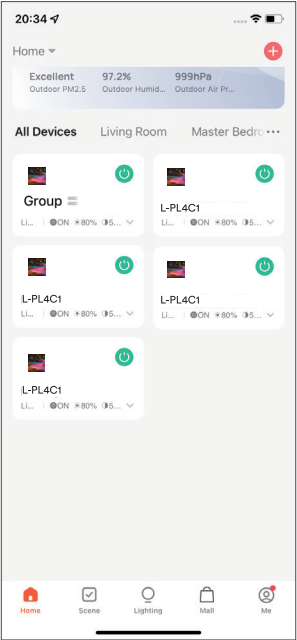 20:34
Home
Excellent 97.2% 999hPa
Outdoor PM2.5 Outdoor Humid... Outdoor Air Pr...
All Devices Living Room Master Bedro
Group
Li... ON 80% 5...
L-PL4C1
Li... ON 80% 5...
L-PL4C1
Li... ON 80% 5...
L-PL4C1
Li... ON 80% 5...
L-PL4C1
Li... ON 80% 5...
Home Scene Lighting Mall Me